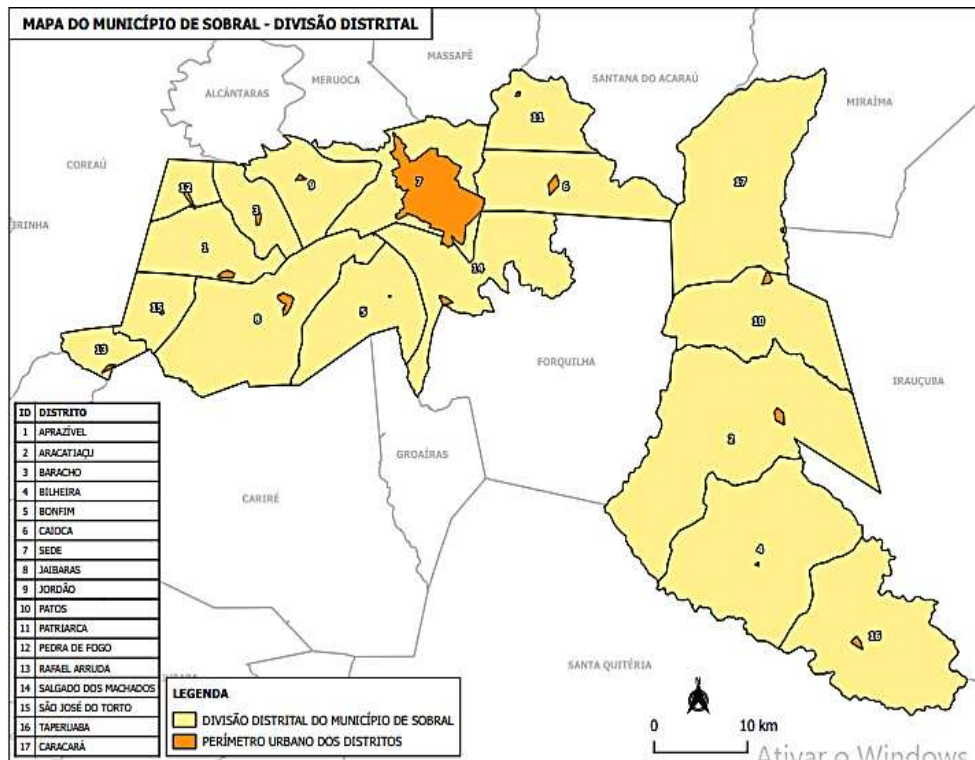 MAPA DO MUNICÍPIO DE SOBRAL - DIVISÃO DISTRITAL
MASSAPÊ
MERUOCA
SANTANA DO ACARAÚ
ALCÂNTARAS
MIRAÍMA
11
COREAÚ
9
7
17
12
6
3
IRINHA
1
14
15
8
5
10
13
FORQUILHA
IRAUÇUBA
2
GROAÍRAS
CARIRÉ
4
16
SANTA QUITÉRIA
ID DISTRITO
1 APRAZÍVEL
2 ARACATIAÇU
3 BARACHO
4 BILHEIRA
5 BONFIM
6 CAIOCA
7 SEDE
8 JAIBARAS
9 JORDÃO
10 PATOS
11 PATRIARCA
12 PEDRA DE FOGO
13 RAFAEL ARRUDA
14 SALGADO DOS MACHADOS
15 SÃO JOSÉ DO TORTO
16 TAPERUABA
17 CARACARÁ
LEGENDA
DIVISÃO DISTRITAL DO MUNICÍPIO DE SOBRAL
PERÍMETRO URBANO DOS DISTRITOS
N
0 10 km
Ativar o Windows